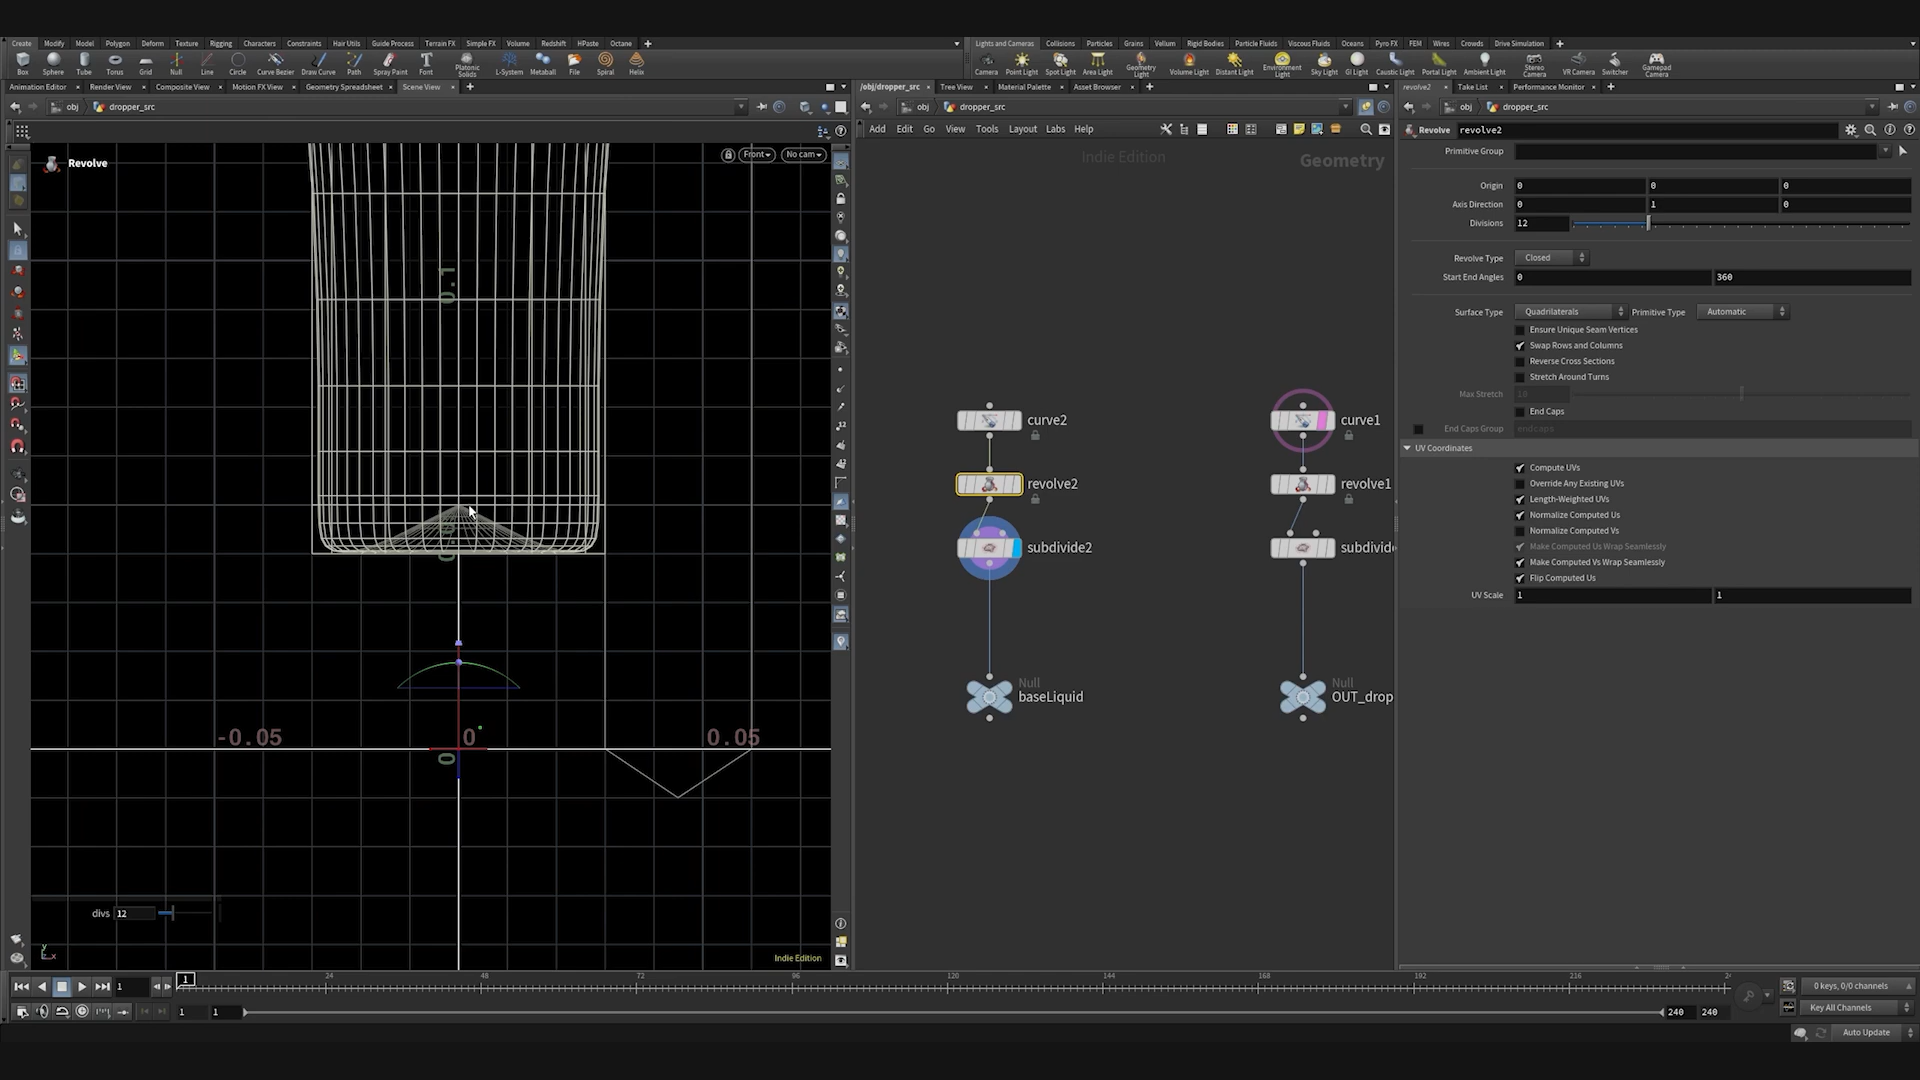 Create Modify Model Polygon Deform Texture Rigging Characters Constraints Hair Utils Guide Process Terrain FX Simple FX Volume Redshift HPaste Octane
Lights and Cameras Collisions Particles Grains Vellum Rigid Bodies Particle Fluids Viscous Fluids Oceans Pyro FX FEM Wires Crowds Drive Simulation
Box Sphere Tube Torus Grid Null Line Circle Curve Bezier Draw Curve Path Spray Paint Font Platonic Solids L-System Metaball File Spiral Helix
Camera Point Light Spot Light Area Light Geometry Light Volume Light Distant Light Environment Light Sky Light GI Light Caustic Light Portal Light Ambient Light Stereo Camera VR Camera Switcher Gamepad Camera
Animation Editor Render View Composite View Motion FX View Geometry Spreadsheet Scene View
/obj/dropper_src Tree View Material Palette Asset Browser
revolve2 Take List Performance Monitor
obj dropper_src
obj dropper_src
obj dropper_src
Add Edit Go View Tools Layout Labs Help
Revolve revolve2
Revolve
Front No cam
Indie Edition
Geometry
Primitive Group
Origin 0 0 0
Axis Direction 0 1 0
Divisions 12
Revolve Type Closed
Start End Angles 0 360
Surface Type Quadrilaterals Primitive Type Automatic
Ensure Unique Seam Vertices
Swap Rows and Columns
Reverse Cross Sections
Stretch Around Turns
Max Stretch 10
End Caps
End Caps Group endcaps
UV Coordinates
Compute UVs
Override Any Existing UVs
Length-Weighted UVs
Normalize Computed Us
Normalize Computed Vs
Make Computed Us Wrap Seamlessly
Make Computed Vs Wrap Seamlessly
Flip Computed Us
UV Scale 1 1
0.1
-0.05 0 0.05
0
divs 12
y
z x
Indie Edition
curve2
revolve2
subdivide2
Null
baseLiquid
curve1
revolve1
subdivide
Null
OUT_drop
1 1 24 48 72 96 120 144 168 192 216
0 keys, 0/0 channels
1 1 240 240
Key All Channels
Auto Update